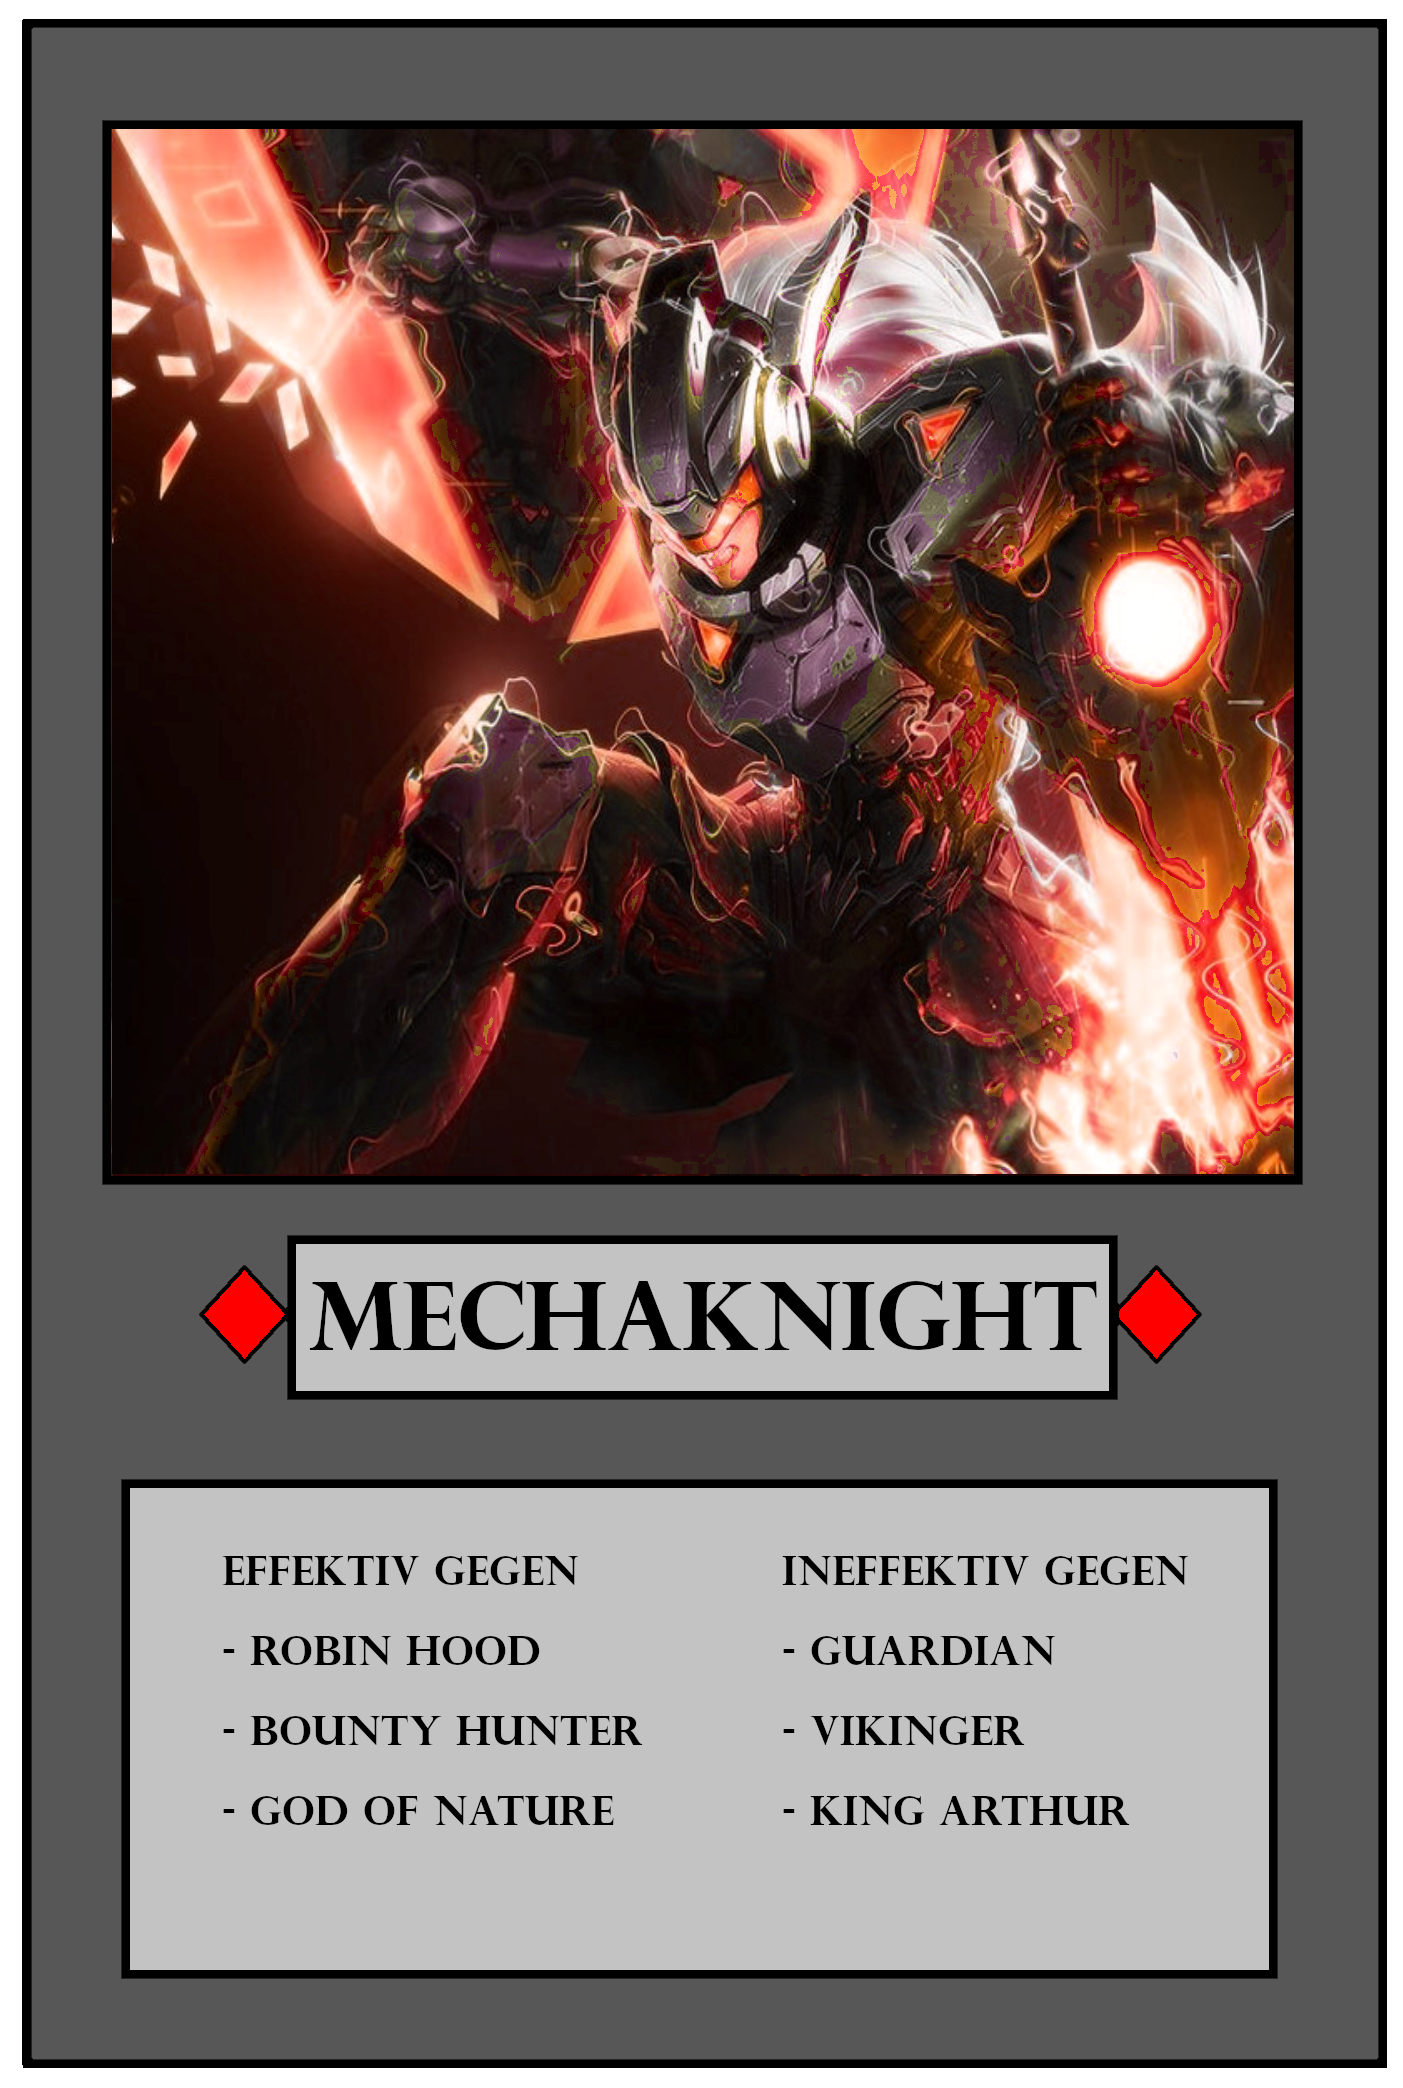 MECHAKNIGHT
EFFEKTIV GEGEN
- ROBIN HOOD
- BOUNTY HUNTER
- GOD OF NATURE
INEFFEKTIV GEGEN
- GUARDIAN
- VIKINGER
- KING ARTHUR